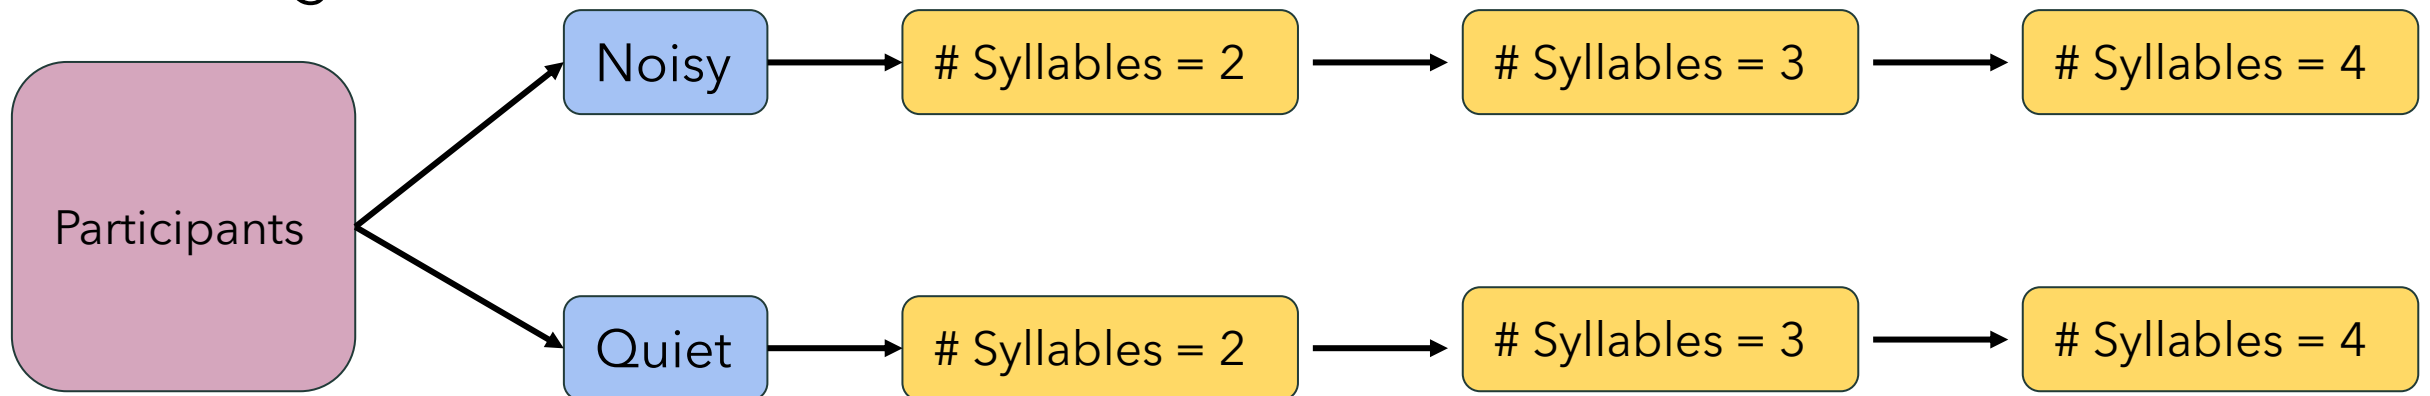 Noisy
# Syllables = 2
# Syllables = 3
# Syllables = 4
Participants
Quiet
# Syllables = 2
# Syllables = 3
# Syllables = 4